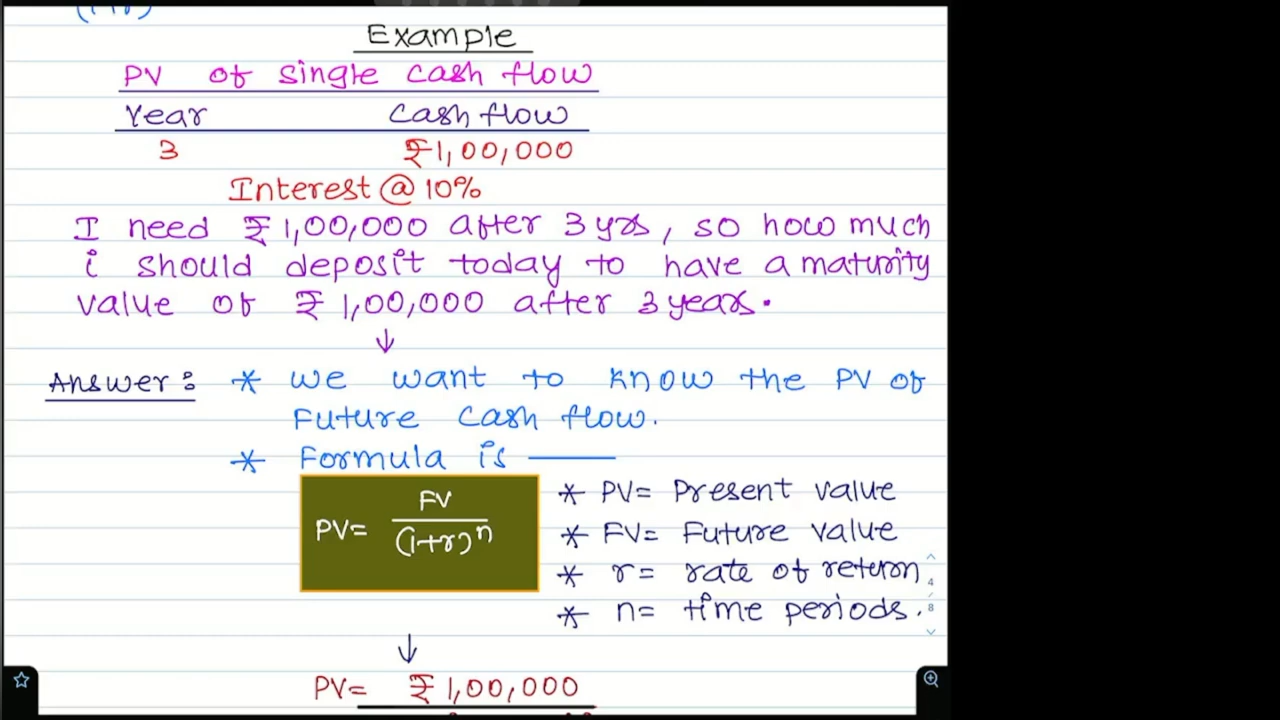 Example
PV of single cash flow
Year Cash flow
3 ₹1,00,000
Interest @ 10%
I need ₹1,00,000 after 3 yrs, so how much
i should deposit today to have a maturity
value of ₹1,00,000 after 3 years.
↓
Answer: * we want to know the PV of
Future cash flow.
* Formula is ——
PV= FV/(1+r)^n
* PV= Present value
* FV= Future value
* r= rate of return
* n= time periods.
4
/
8
↓
PV= ₹1,00,000